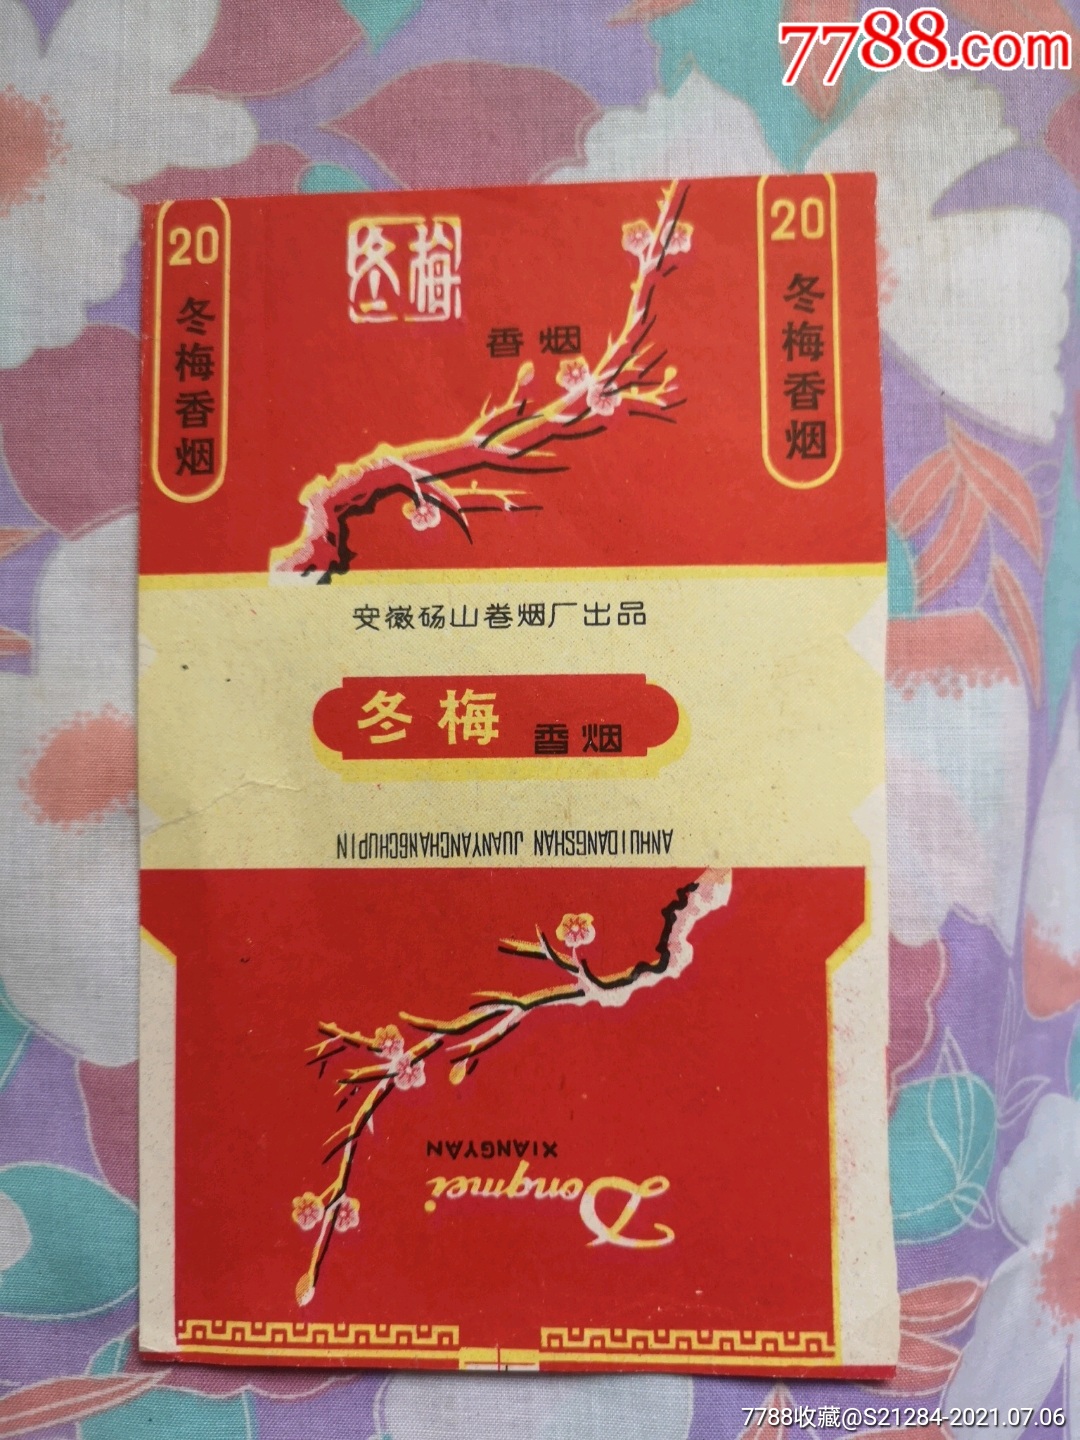 7788.com
20
冬梅香烟
冬梅
香烟
20
冬梅香烟
安徽砀山卷烟厂出品
冬梅 香烟
ANHUIDANGSHAN JUANYANCHANGCHUPIN
Dongmei
XIANGYAN
7788收藏@S21284-2021.07.06